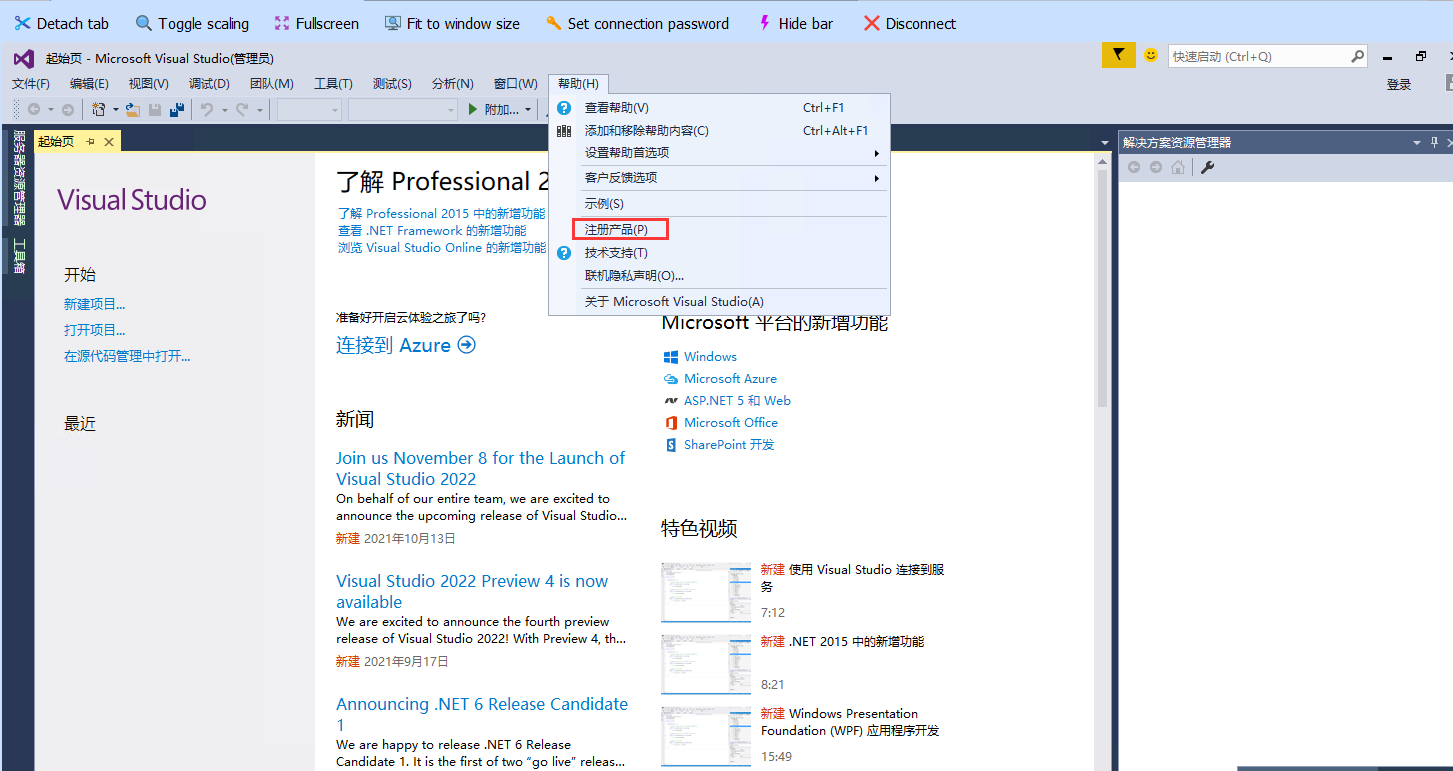 Detach tab
Toggle scaling
Fullscreen
Fit to window size
Set connection password
Hide bar
Disconnect
起始页 - Microsoft Visual Studio(管理员)
快速启动 (Ctrl+Q)
文件(F)
编辑(E)
视图(V)
调试(D)
团队(M)
工具(T)
测试(S)
分析(N)
窗口(W)
帮助(H)
登录
附加...
查看帮助(V)
Ctrl+F1
添加和移除帮助内容(C)
Ctrl+Alt+F1
设置帮助首选项
客户反馈选项
示例(S)
注册产品(P)
技术支持(T)
联机隐私声明(O)...
关于 Microsoft Visual Studio(A)
服务器资源管理器
工具箱
起始页
解决方案资源管理器
Visual Studio
开始
新建项目...
打开项目...
在源代码管理中打开...
最近
了解 Professional 2
了解 Professional 2015 中的新增功能
查看 .NET Framework 的新增功能
浏览 Visual Studio Online 的新增功能
准备好开启云体验之旅了吗?
连接到 Azure
新闻
Join us November 8 for the Launch of
Visual Studio 2022
On behalf of our entire team, we are excited to
announce the upcoming release of Visual Studio...
新建 2021年10月13日
Visual Studio 2022 Preview 4 is now
available
We are excited to announce the fourth preview
release of Visual Studio 2022! With Preview 4, th...
新建 2021年9月17日
Announcing .NET 6 Release Candidate
1
We are happy to release .NET 6 Release
Candidate 1. It is the first of two “go live” releas...
Microsoft 平台的新增功能
Windows
Microsoft Azure
ASP.NET 5 和 Web
Microsoft Office
SharePoint 开发
特色视频
新建 使用 Visual Studio 连接到服
务
7:12
新建 .NET 2015 中的新增功能
8:21
新建 Windows Presentation
Foundation (WPF) 应用程序开发
15:49